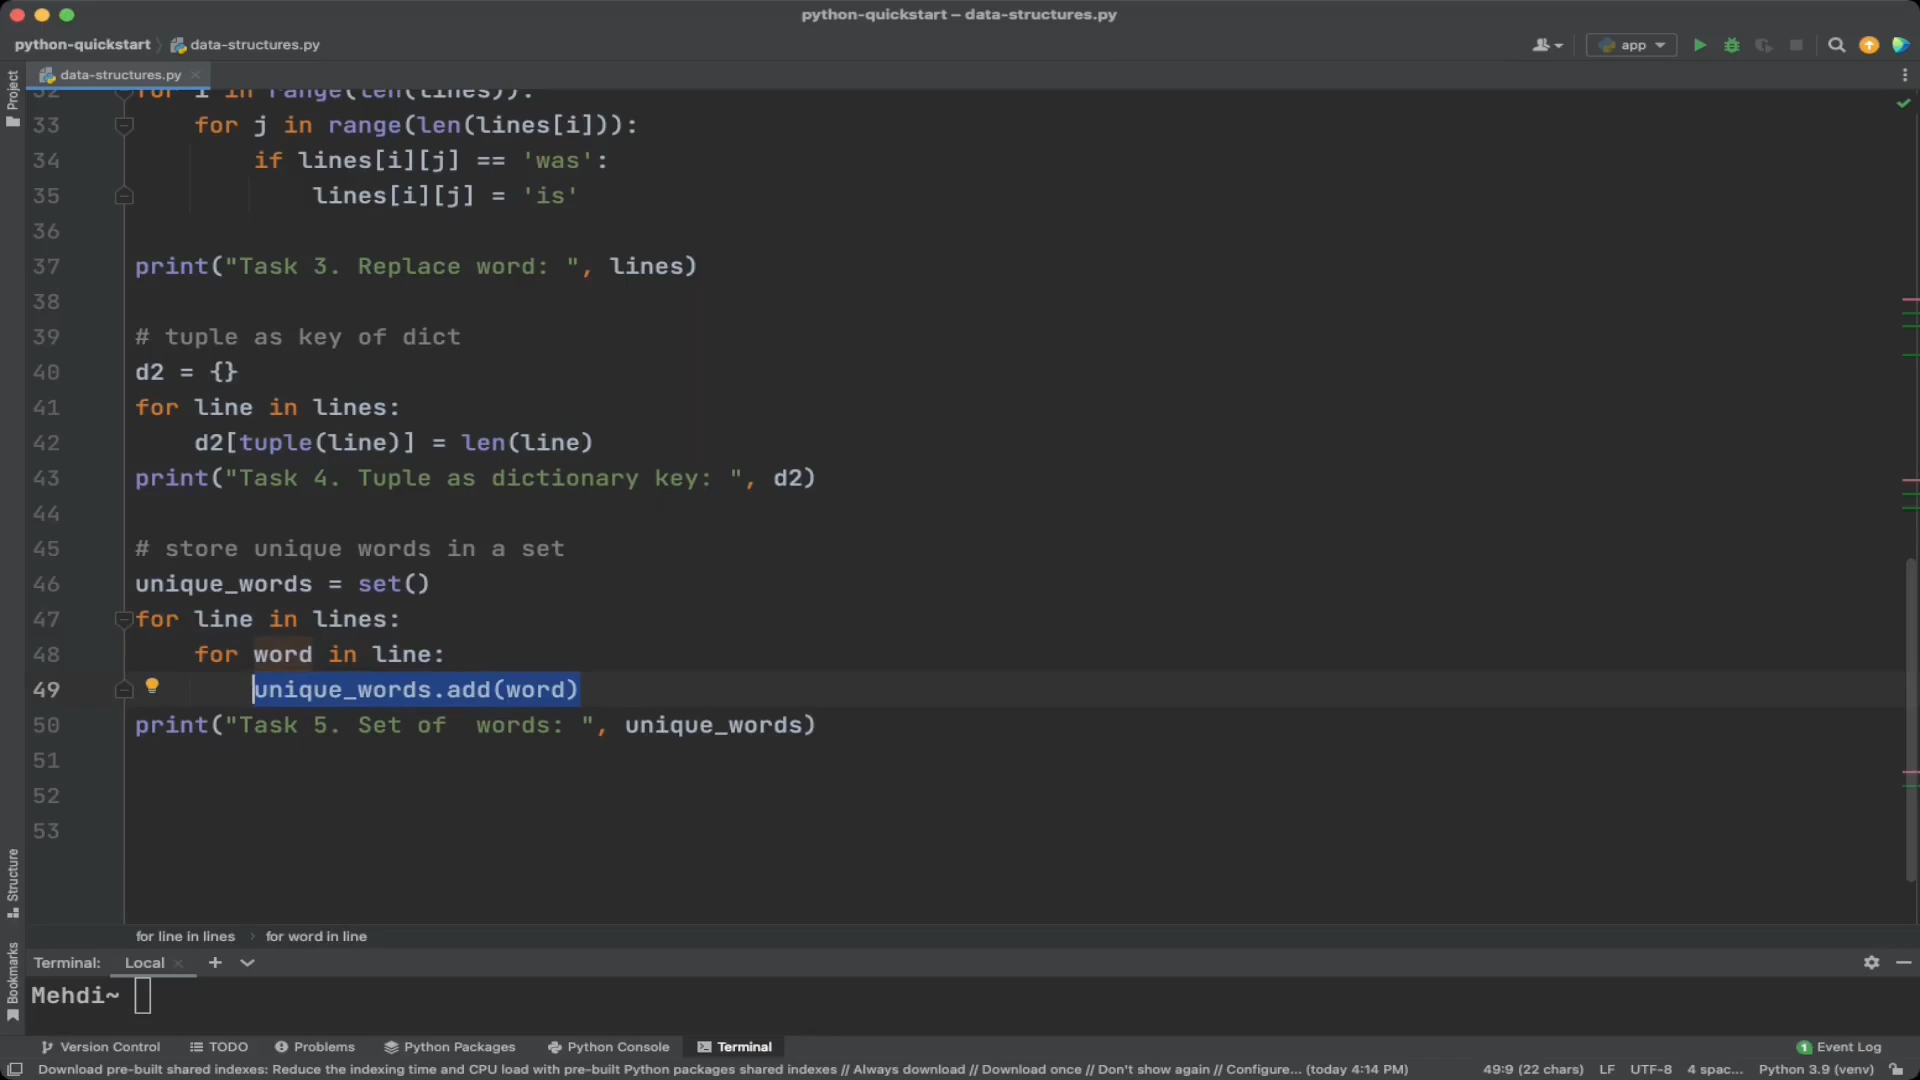 python-quickstart – data-structures.py
python-quickstart
data-structures.py
app
Project
data-structures.py
32 for i in range(len(lines)):
33 for j in range(len(lines[i])):
34 if lines[i][j] == 'was':
35 lines[i][j] = 'is'
36
37 print("Task 3. Replace word: ", lines)
38
39 # tuple as key of dict
40 d2 = {}
41 for line in lines:
42 d2[tuple(line)] = len(line)
43 print("Task 4. Tuple as dictionary key: ", d2)
44
45 # store unique words in a set
46 unique_words = set()
47 for line in lines:
48 for word in line:
49 unique_words.add(word)
50 print("Task 5. Set of  words: ", unique_words)
51
52
53
Structure
Bookmarks
for line in lines
for word in line
Terminal: Local
Mehdi~
Version Control TODO Problems Python Packages Python Console Terminal 1 Event Log
Download pre-built shared indexes: Reduce the indexing time and CPU load with pre-built Python packages shared indexes // Always download // Download once // Don't show again // Configure... (today 4:14 PM) 49:9 (22 chars) LF UTF-8 4 spac... Python 3.9 (venv)